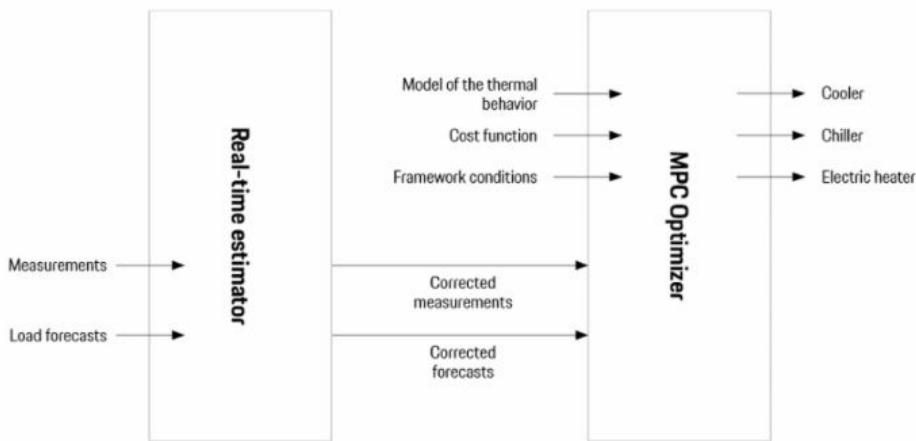 Real-time estimator
Measurements
Load forecasts
Corrected
measurements
Corrected
forecasts
Model of the thermal
behavior
Cost function
Framework conditions
MPC Optimizer
Cooler
Chiller
Electric heater